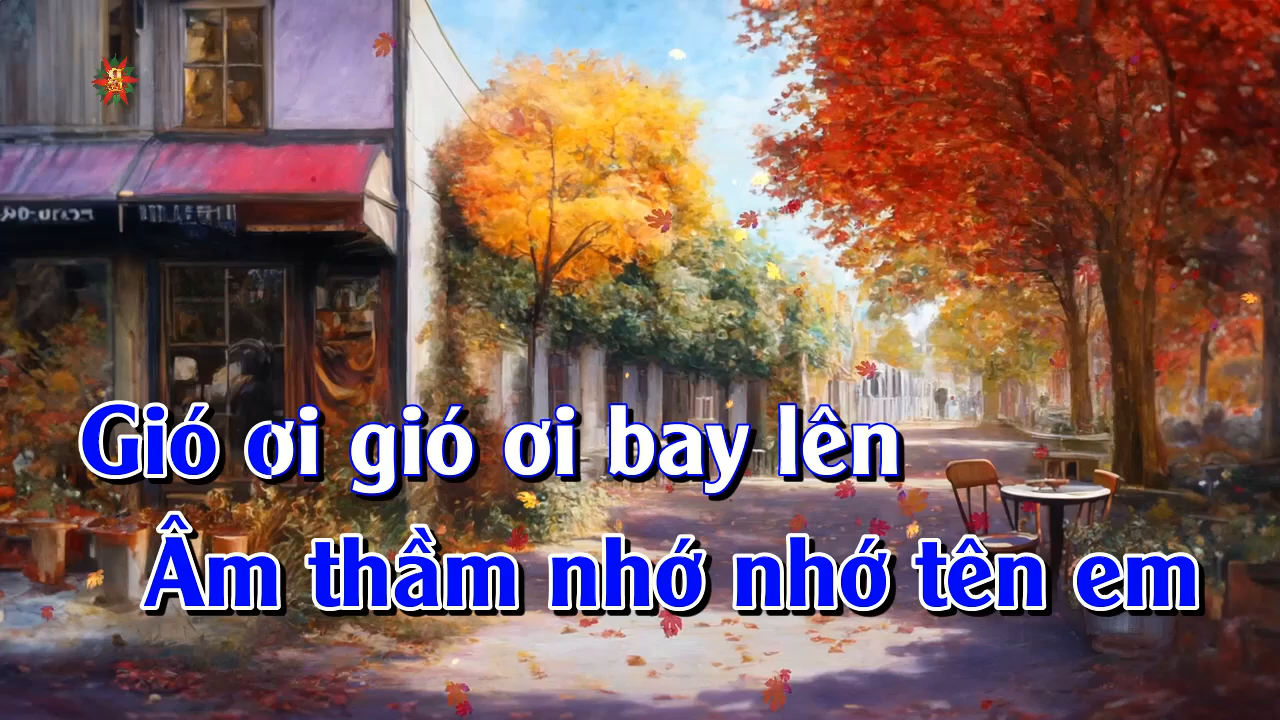 Gió ơi gió ơi bay lên
Âm thầm nhớ nhớ tên em